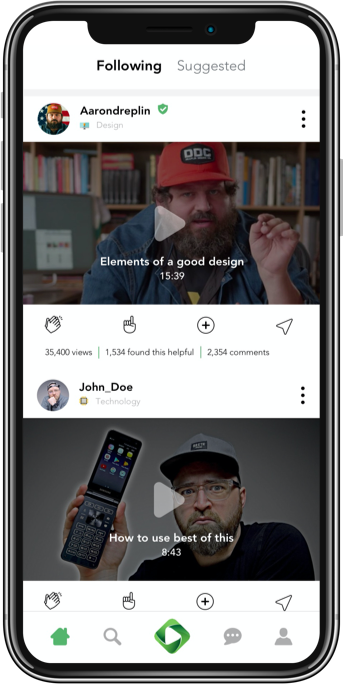 Following Suggested
Aarondreplin
Design
DDC
Elements of a good design
15:39
35,400 views | 1,534 found this helpful | 2,354 comments
John_Doe
Technology
How to use best of this
8:43